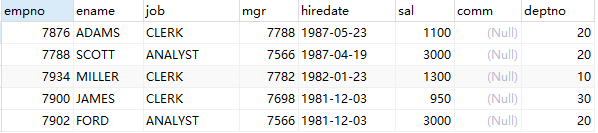 empno ename job mgr hiredate sal comm deptno
7876 ADAMS CLERK 7788 1987-05-23 1100 (Null) 20
7788 SCOTT ANALYST 7566 1987-04-19 3000 (Null) 20
7934 MILLER CLERK 7782 1982-01-23 1300 (Null) 10
7900 JAMES CLERK 7698 1981-12-03 950 (Null) 30
7902 FORD ANALYST 7566 1981-12-03 3000 (Null) 20